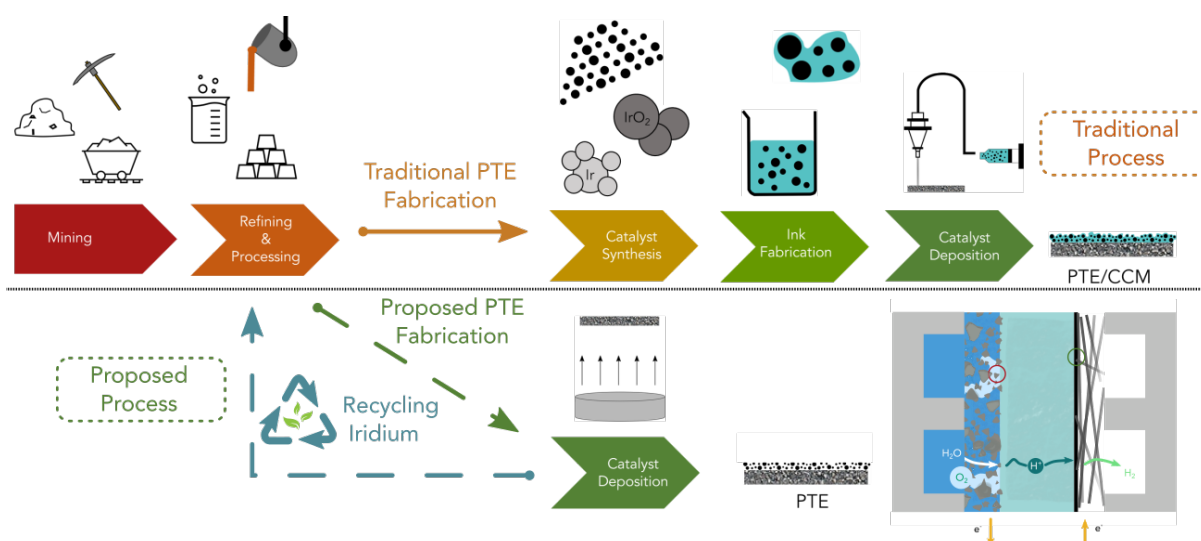 IrO2
Ir
Traditional
Process
Traditional PTE
Fabrication
Mining
Refining
&
Processing
Catalyst
Synthesis
Ink
Fabrication
Catalyst
Deposition
PTE/CCM
Proposed PTE
Fabrication
Proposed
Process
Recycling
Iridium
Catalyst
Deposition
PTE
H2O
O2
H+
H2
e-
e-